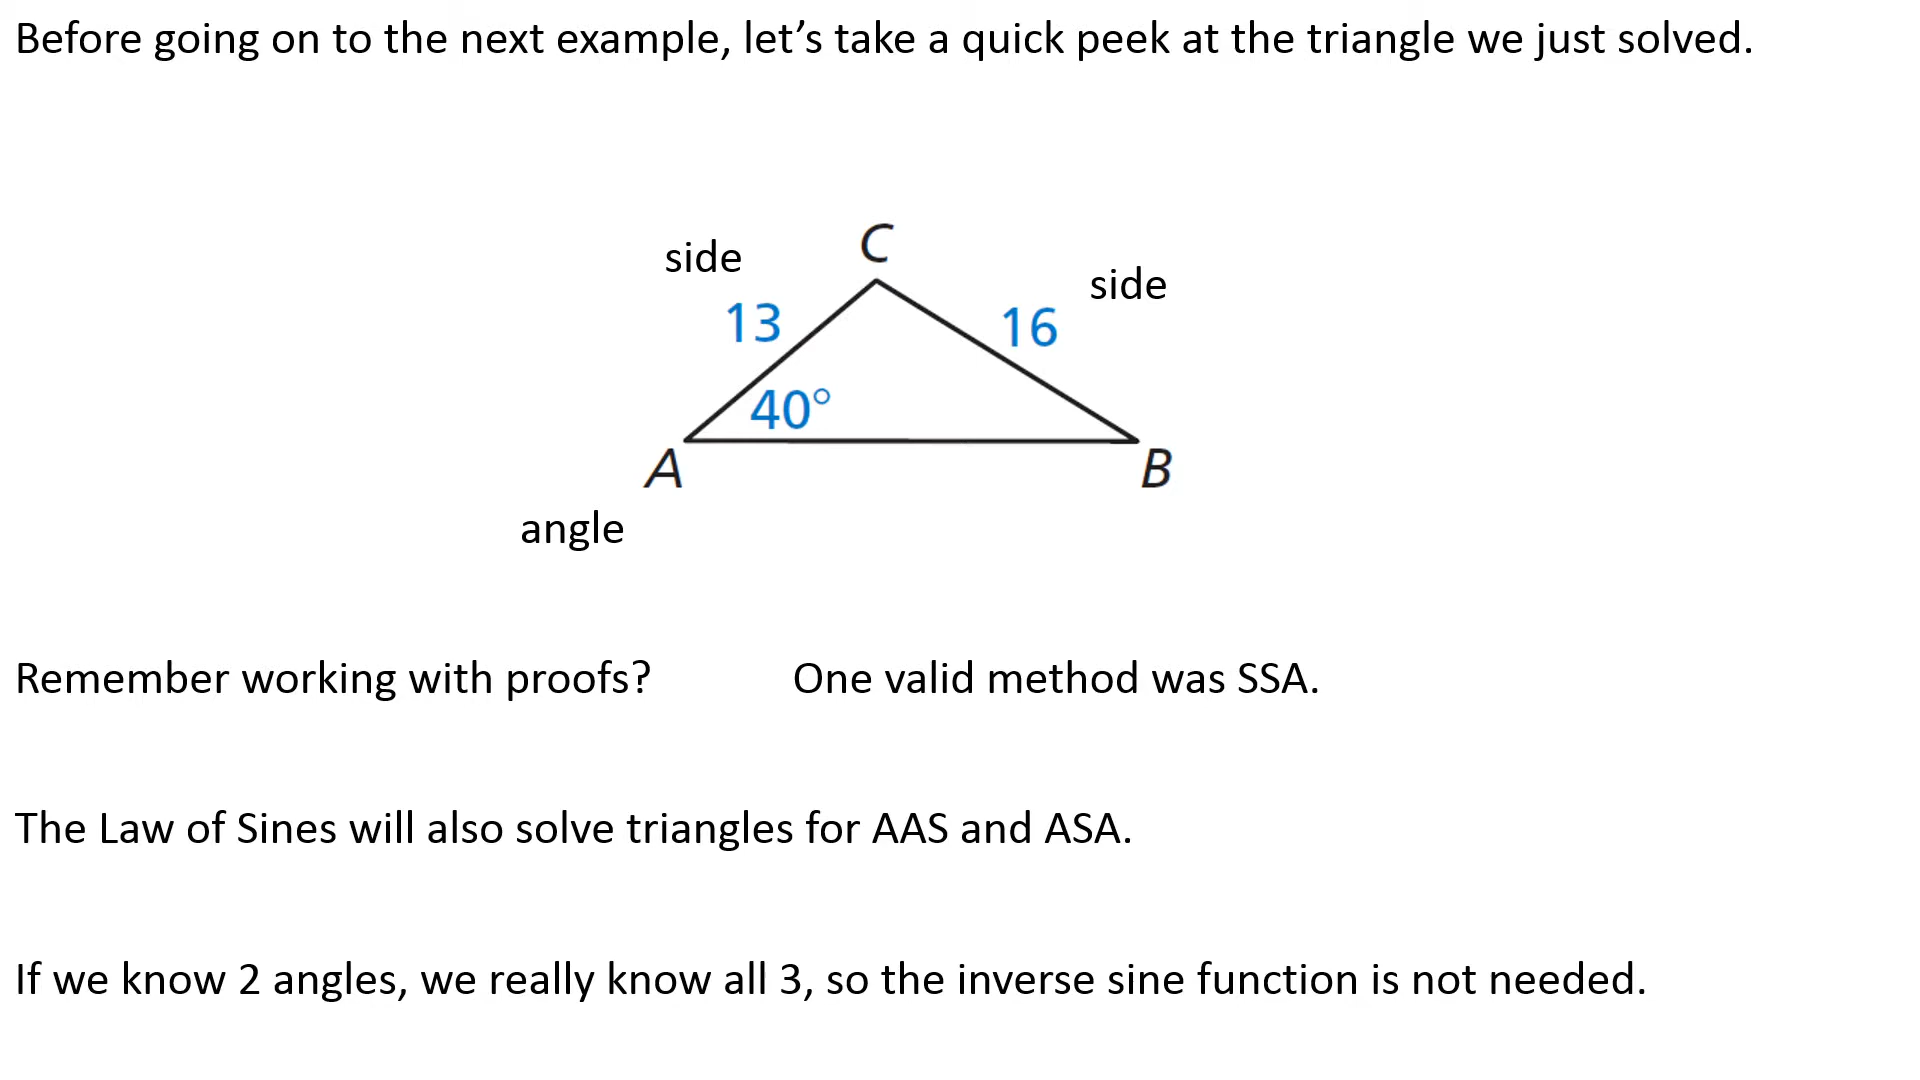 Before going on to the next example, let’s take a quick peek at the triangle we just solved.
side
C
side
13
16
40°
A
B
angle
Remember working with proofs? One valid method was SSA.
The Law of Sines will also solve triangles for AAS and ASA.
If we know 2 angles, we really know all 3, so the inverse sine function is not needed.